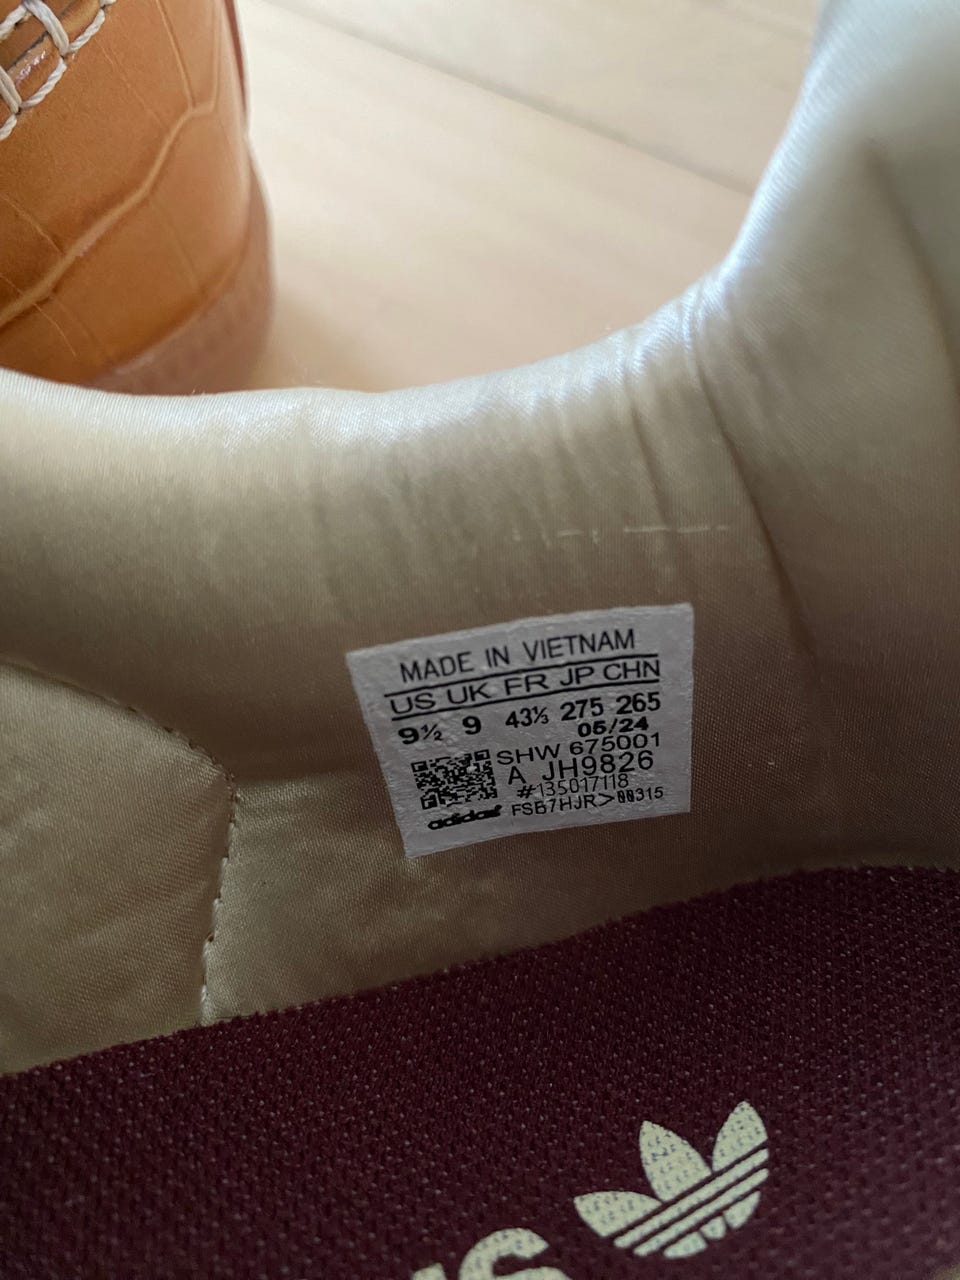 MADE IN VIETNAM
US UK FR JP CHN
9½ 9 43⅓ 275 265
05/24
SHW 675001
A JH9826
#135017118
FSB7HJR>00315
adidas